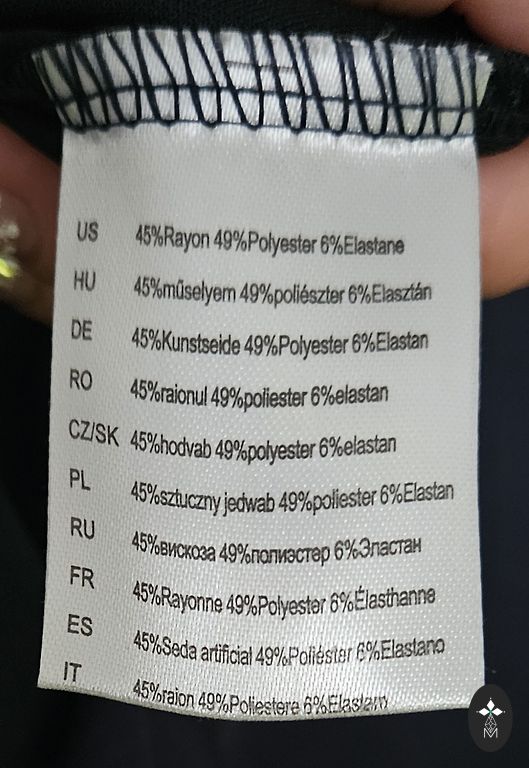 US 45%Rayon 49%Polyester 6%Elastane
HU 45%műselyem 49%poliészter 6%Elasztán
DE 45%Kunstseide 49%Polyester 6%Elastan
RO 45%raionul 49%poliester 6%elastan
CZ/SK 45%hodvab 49%polyester 6%elastan
PL 45%sztuczny jedwab 49%poliester 6%Elastan
RU 45%вискоза 49%полиэстер 6%Эластан
FR 45%Rayonne 49%Polyester 6%Élasthanne
ES 45%Seda artificial 49%Poliéster 6%Elastano
IT 45%raion 49%Poliestere 6%Elastam